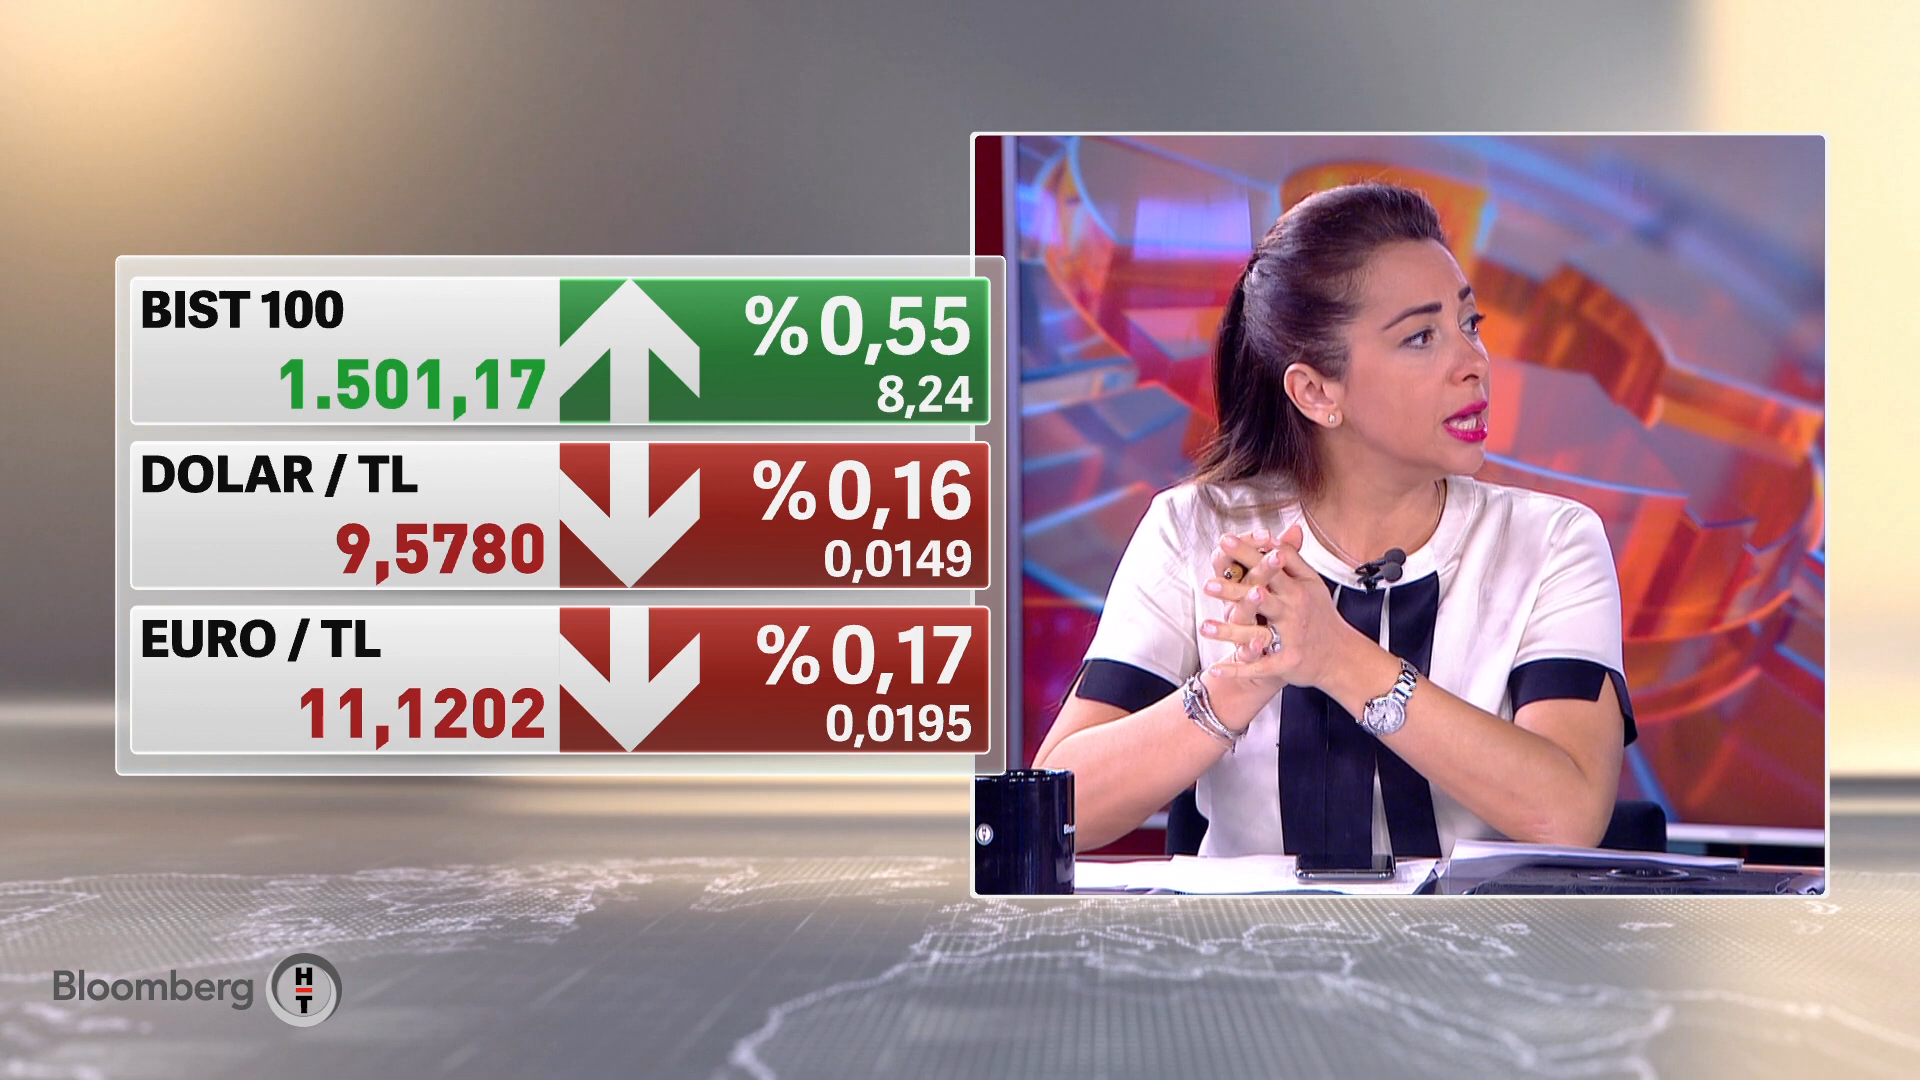 BIST 100
1.501,17
%0,55
8,24
DOLAR / TL
9,5780
%0,16
0,0149
EURO / TL
11,1202
%0,17
0,0195
Bloomberg HT